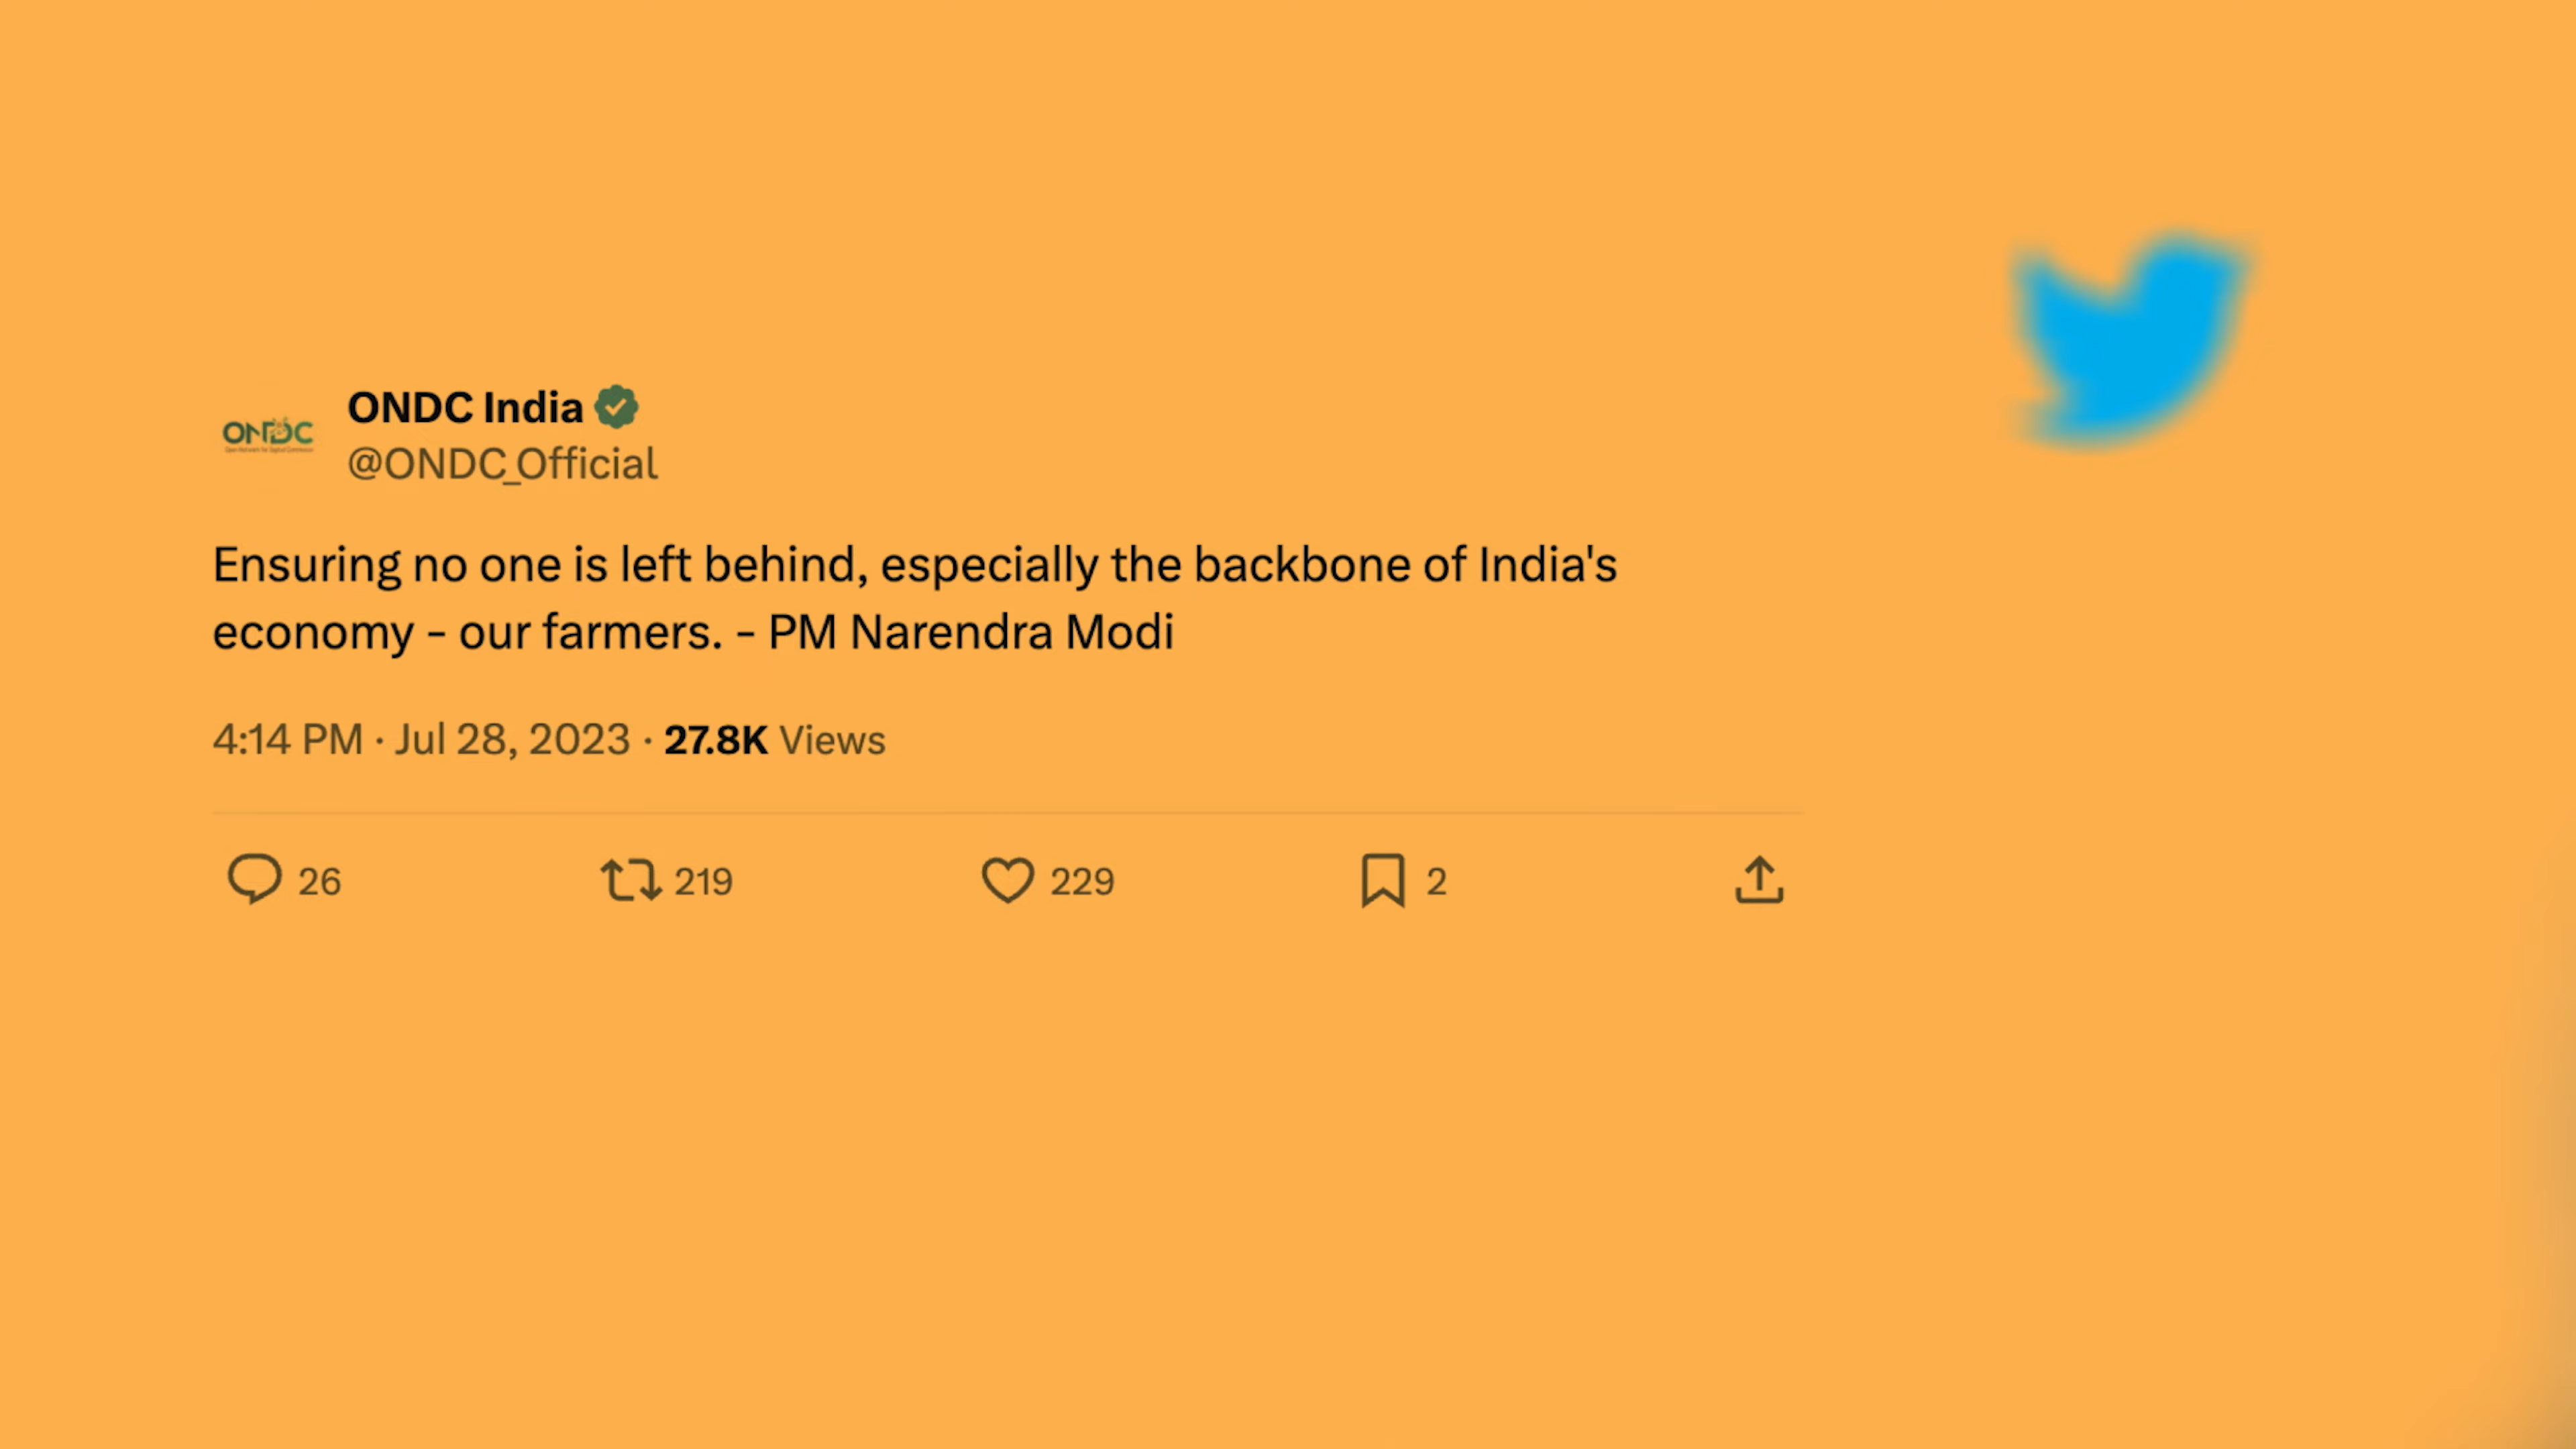 ONDC India
ONDC
@ONDC_Official
Ensuring no one is left behind, especially the backbone of India's
economy - our farmers. - PM Narendra Modi
4:14 PM · Jul 28, 2023 · 27.8K Views
26 219 229 2